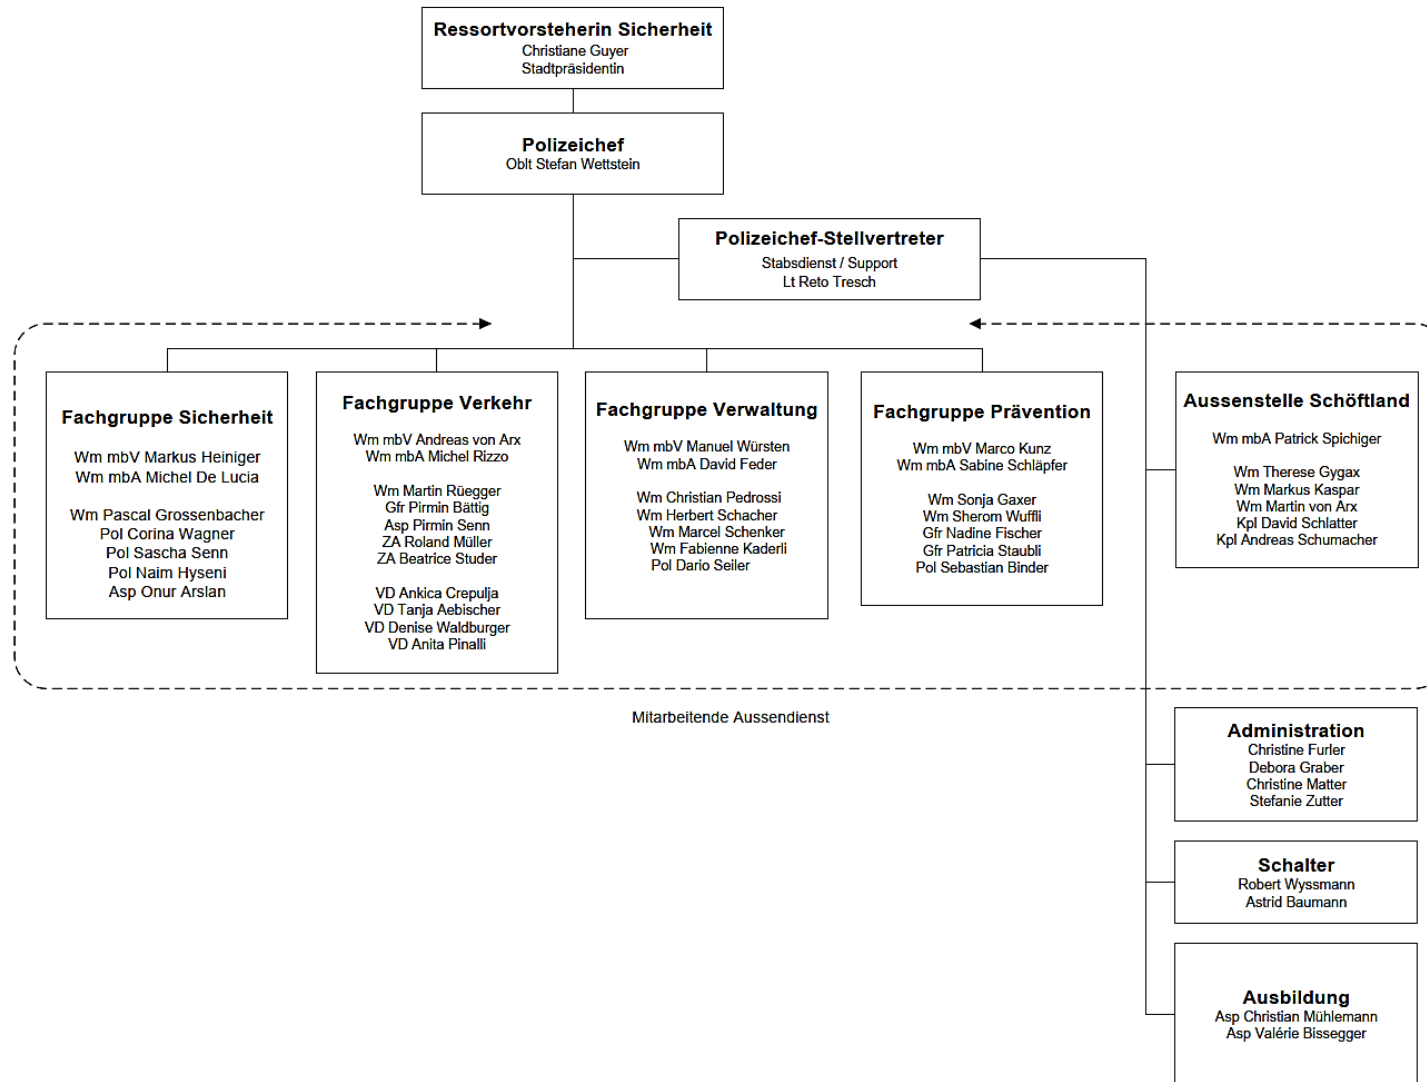 Ressortvorsteherin Sicherheit
Christiane Guyer
Stadtpräsidentin
Polizeichef
Oblt Stefan Wettstein
Polizeichef-Stellvertreter
Stabsdienst / Support
Lt Reto Tresch
Fachgruppe Sicherheit
Wm mbV Markus Heiniger
Wm mbA Michel De Lucia
Wm Pascal Grossenbacher
Pol Corina Wagner
Pol Sascha Senn
Pol Naim Hyseni
Asp Onur Arslan
Fachgruppe Verkehr
Wm mbV Andreas von Arx
Wm mbA Michel Rizzo
Wm Martin Rüegger
Gfr Pirmin Bättig
Asp Pirmin Senn
ZA Roland Müller
ZA Beatrice Studer
VD Ankica Crepulja
VD Tanja Aebischer
VD Denise Waldburger
VD Anita Pinalli
Fachgruppe Verwaltung
Wm mbV Manuel Würsten
Wm mbA David Feder
Wm Christian Pedrossi
Wm Herbert Schacher
Wm Marcel Schenker
Wm Fabienne Kaderli
Pol Dario Seiler
Fachgruppe Prävention
Wm mbV Marco Kunz
Wm mbA Sabine Schläpfer
Wm Sonja Gaxer
Wm Sherom Wuffli
Gfr Nadine Fischer
Gfr Patricia Staubli
Pol Sebastian Binder
Aussenstelle Schöftland
Wm mbA Patrick Spichiger
Wm Therese Gygax
Wm Markus Kaspar
Wm Martin von Arx
Kpl David Schlatter
Kpl Andreas Schumacher
Mitarbeitende Aussendienst
Administration
Christine Furler
Debora Graber
Christine Matter
Stefanie Zutter
Schalter
Robert Wyssmann
Astrid Baumann
Ausbildung
Asp Christian Mühlemann
Asp Valérie Bissegger